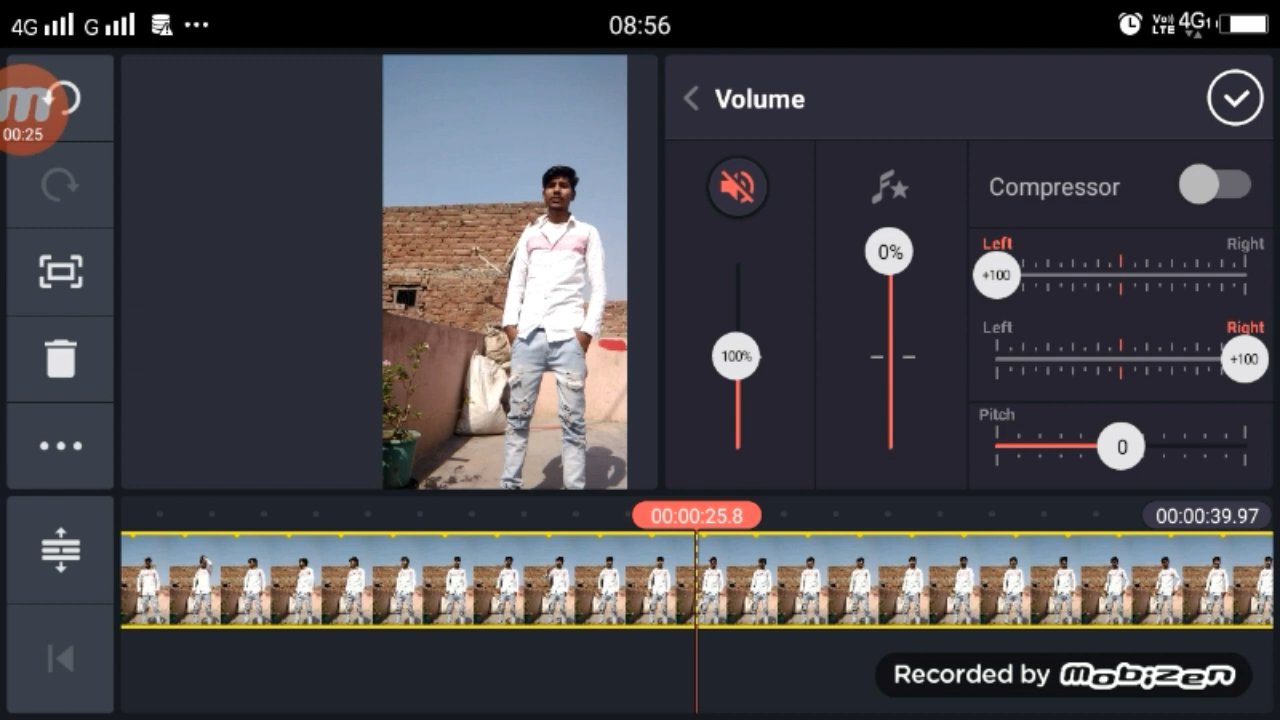 4G G 08:56 VoLTE 4G
m
00:25
Volume
Compressor
Left Right
+100
0%
Left Right
+100
100%
Pitch
0
00:00:25.8
00:00:39.97
Recorded by mobizen